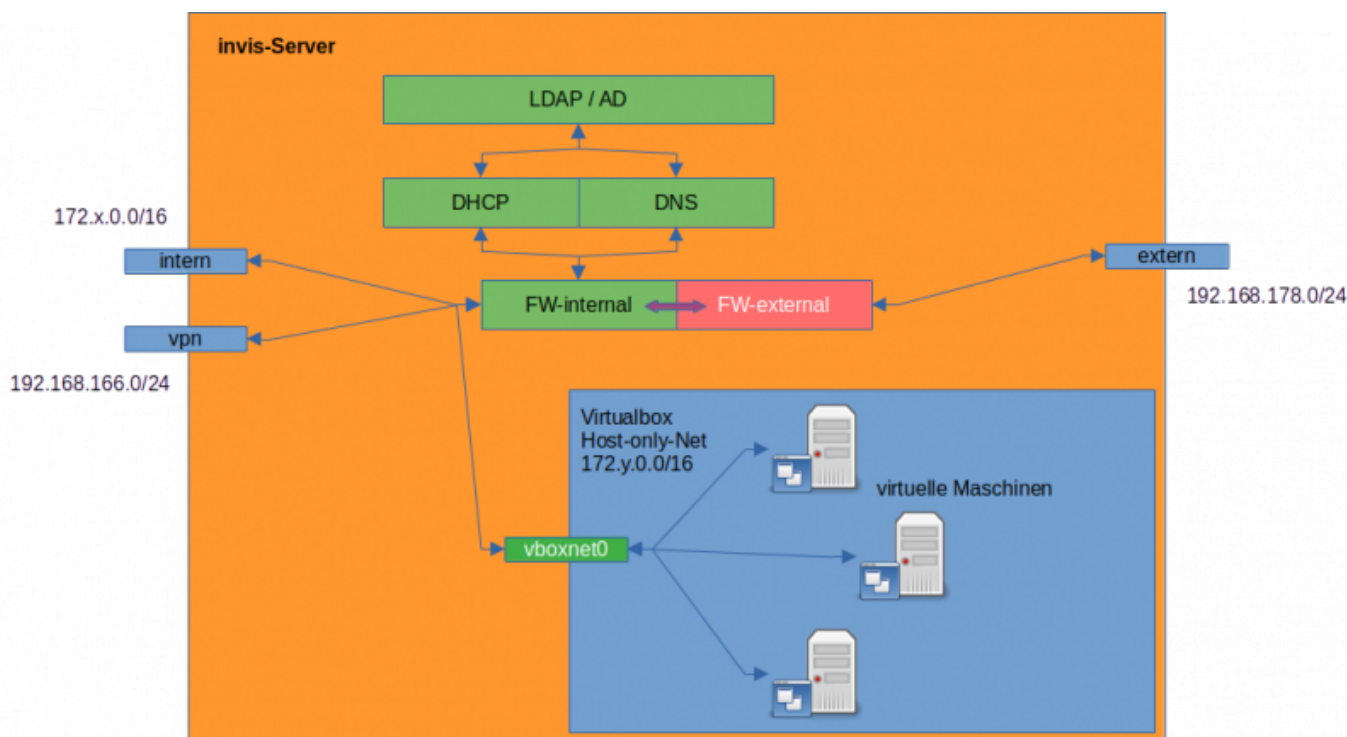 invis-Server
LDAP / AD
DHCP
DNS
172.x.0.0/16
intern
extern
FW-internal
FW-external
192.168.178.0/24
vpn
192.168.166.0/24
Virtualbox
Host-only-Net
172.y.0.0/16
virtuelle Maschinen
vboxnet0